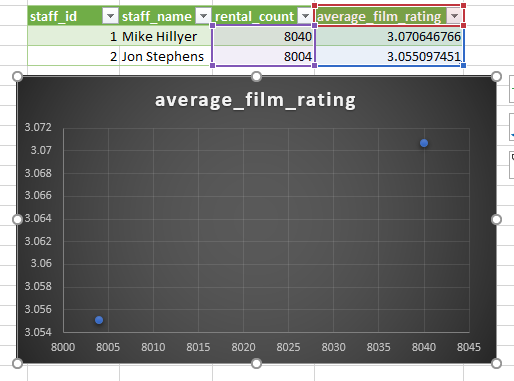 staff_id staff_name rental_count average_film_rating
1 Mike Hillyer 8040 3.070646766
2 Jon Stephens 8004 3.055097451
average_film_rating
3.072
3.07
3.068
3.066
3.064
3.062
3.06
3.058
3.056
3.054
8000 8005 8010 8015 8020 8025 8030 8035 8040 8045